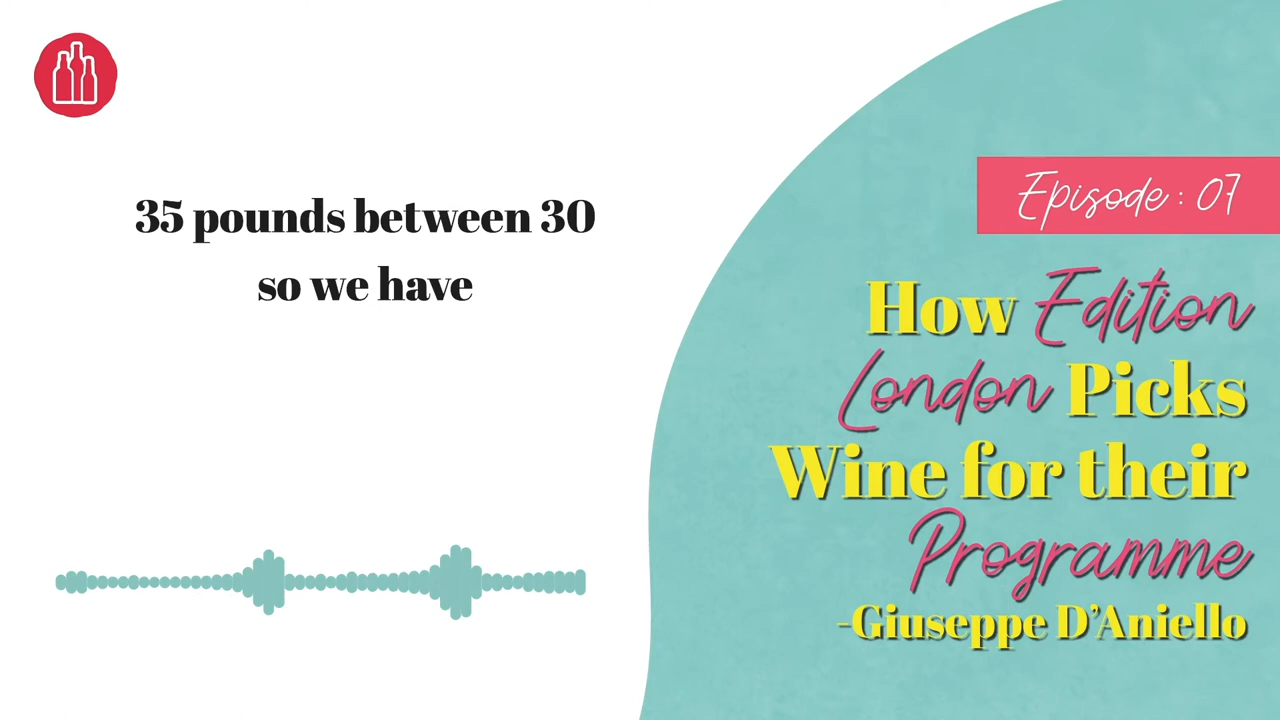 35 pounds between 30
so we have
Episode : 07
How Edition
London Picks
Wine for their
Programme
-Giuseppe D'Aniello